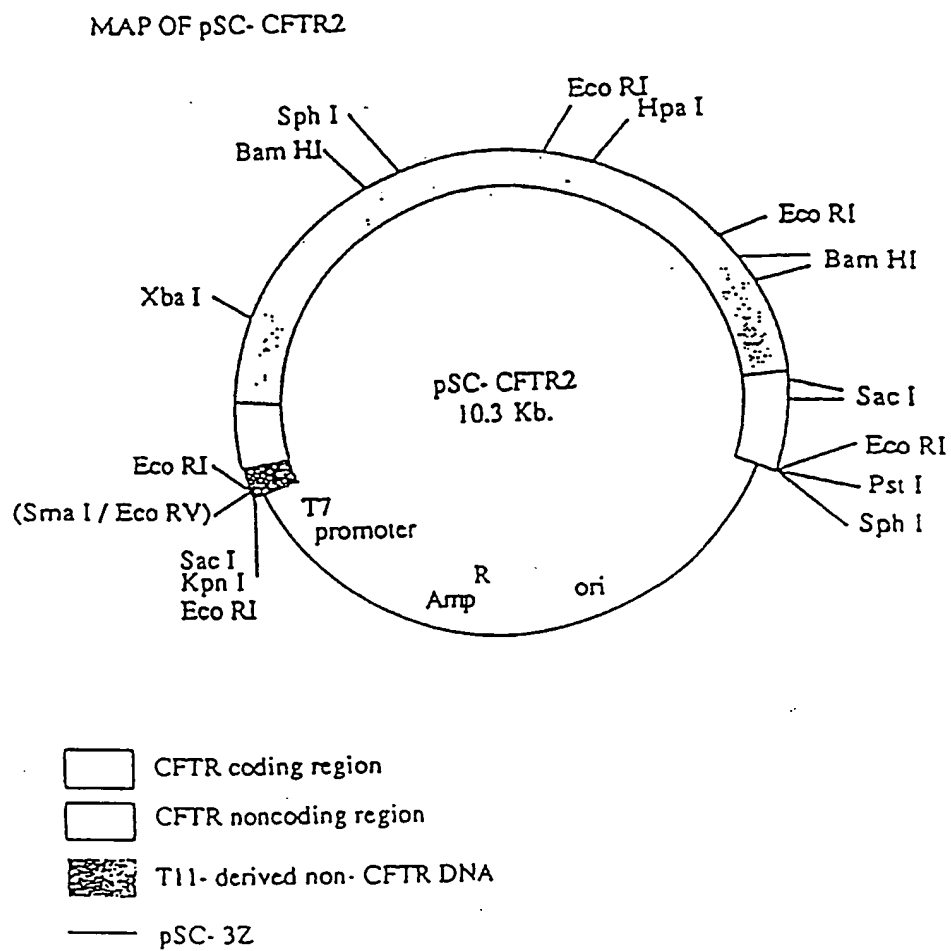 MAP OF pSC- CFTR2
Eco RI
Hpa I
Sph I
Bam HI
Eco RI
Bam HI
Xba I
pSC- CFTR2
10.3 Kb.
Sac I
Eco RI
Eco RI
Pst I
(Sma I / Eco RV)
T7
promoter
Sph I
Sac I
Kpn I
Eco RI
R
Amp
ori
CFTR coding region
CFTR noncoding region
T11- derived non- CFTR DNA
pSC- 3Z